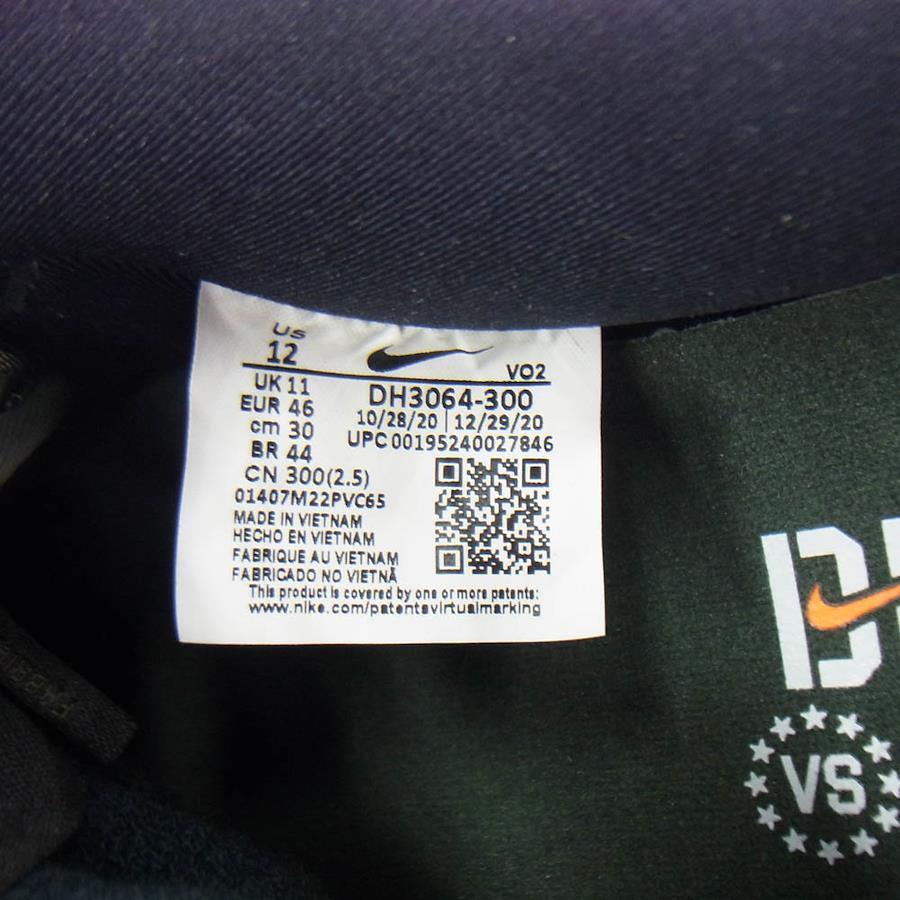 US
12
VO2
UK 11
EUR 46
cm 30
BR 44
CN 300(2.5)
01407M22PVC65
DH3064-300
10/28/20 | 12/29/20
UPC 00195240027846
MADE IN VIETNAM
HECHO EN VIETNAM
FABRIQUE AU VIETNAM
FABRICADO NO VIETNÃ
This product is covered by one or more patents:
www.nike.com/patentsvirtualmarking
VS